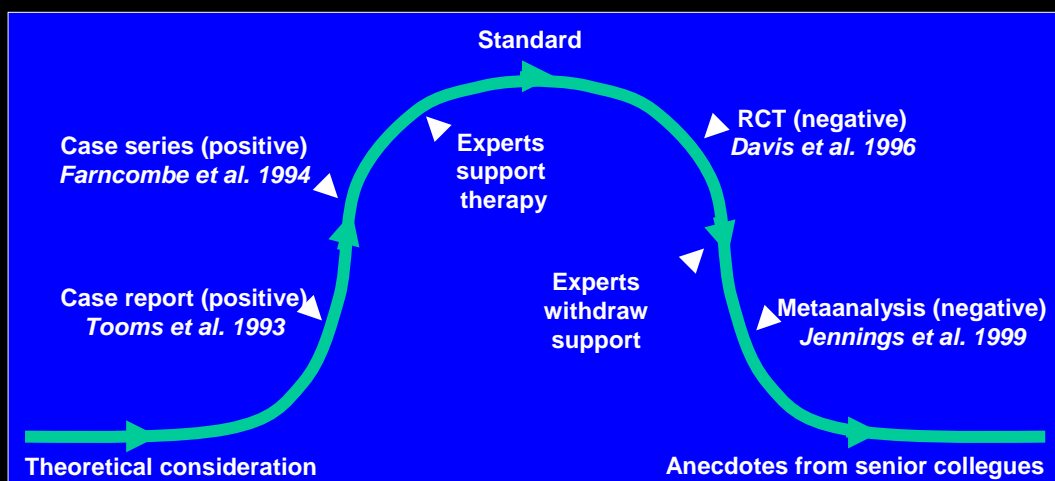 Standard
Case series (positive)
Farncombe et al. 1994
Experts
support
therapy
RCT (negative)
Davis et al. 1996
Case report (positive)
Tooms et al. 1993
Experts
withdraw
support
Metaanalysis (negative)
Jennings et al. 1999
Theoretical consideration
Anecdotes from senior collegues